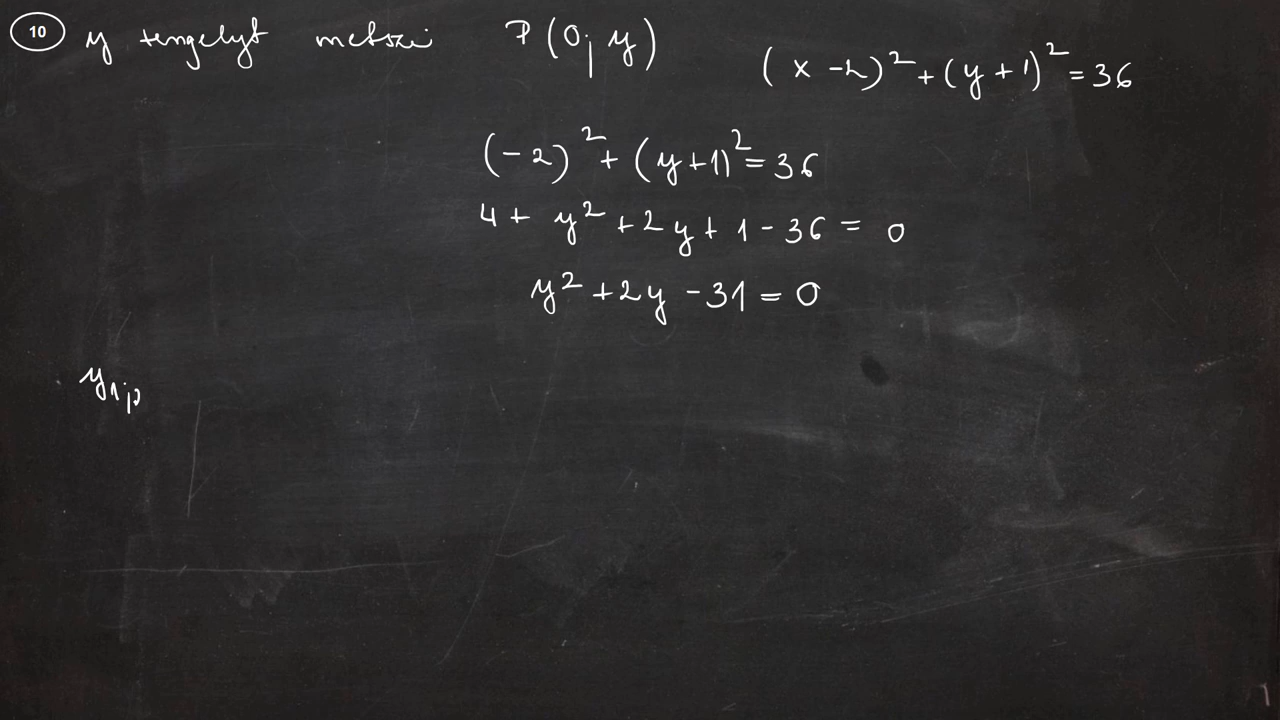 10 y tengelyt metszi P(0; y)
(x-2)²+(y+1)²=36
(-2)²+(y+1)²=36
4+ y²+2y+1-36= 0
y²+2y-31=0
y₁;₂